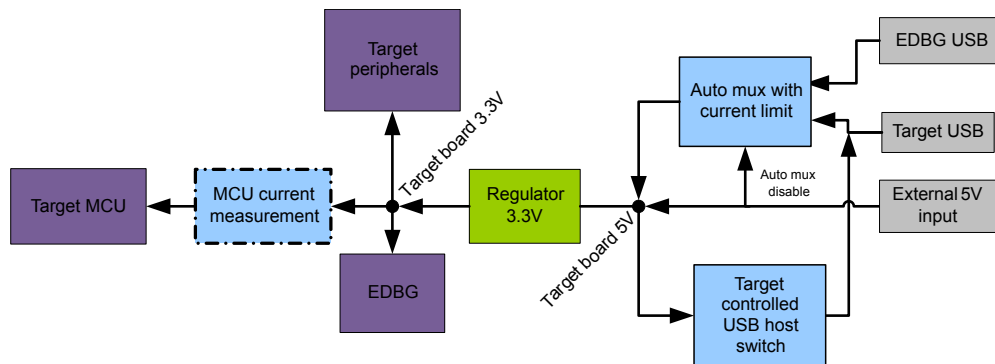 Target
peripherals
EDBG USB
Auto mux with
current limit
Target USB
Target board 3.3V
Auto mux
disable
Target MCU
MCU current
measurement
Regulator
3.3V
External 5V
input
Target board 5V
EDBG
Target
controlled
USB host
switch